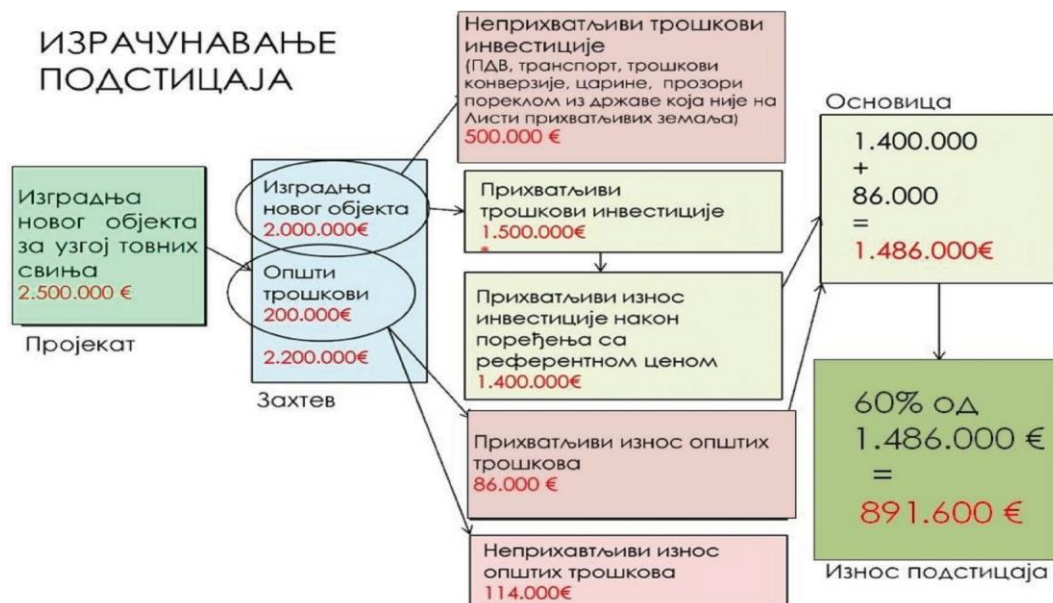 ИЗРАЧУНАВАЊЕ
ПОДСТИЦАЈА
Изградња
новог објекта
за узгој товних
свиња
2.500.000 €
Пројекат
Изградња
новог објекта
2.000.000€
Општи
трошкови
200.000€
2.200.000€
Захтев
Неприхватљиви трошкови
инвестиције
(ПДВ, транспорт, трошкови
конверзије, царине, прозори
пореклом из државе која није на
Листи прихватљивих земаља)
500.000 €
Прихватљиви
трошкови инвестиције
1.500.000€
*
Прихватљиви износ
инвестиције након
поређења са
референтном ценом
1.400.000€
Прихватљиви износ општих
трошкова
86.000 €
Неприхавтљиви износ
општих трошкова
114.000€
Основица
1.400.000
+
86.000
=
1.486.000€
60% од
1.486.000 €
=
891.600 €
Износ подстицаја